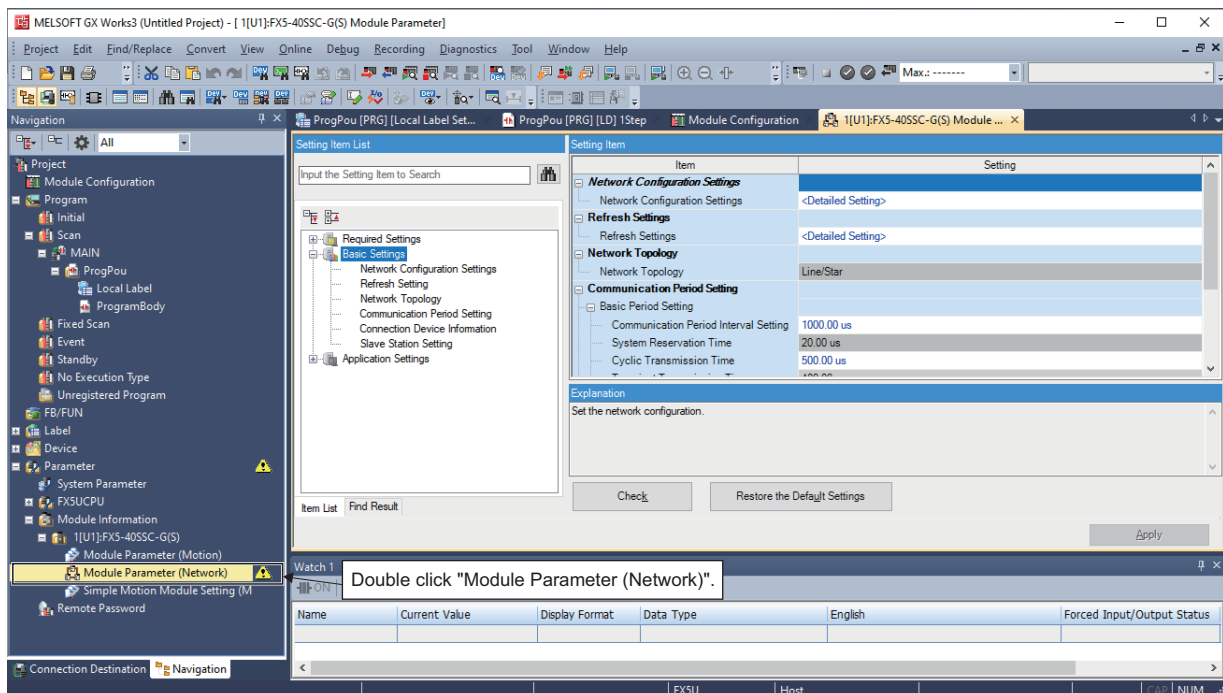 MELSOFT GX Works3 (Untitled Project) - [ 1[U1]:FX5-40SSC-G(S) Module Parameter]
Project Edit Find/Replace Convert View Online Debug Recording Diagnostics Tool Window Help
Max.: -------
Navigation
All
Project
Module Configuration
Program
Initial
Scan
MAIN
ProgPou
Local Label
ProgramBody
Fixed Scan
Event
Standby
No Execution Type
Unregistered Program
FB/FUN
Label
Device
Parameter
System Parameter
FX5UCPU
Module Information
1[U1]:FX5-40SSC-G(S)
Module Parameter (Motion)
Module Parameter (Network)
Simple Motion Module Setting (M
Remote Password
Connection Destination Navigation
ProgPou [PRG] [Local Label Set... ProgPou [PRG] [LD] 1Step Module Configuration 1[U1]:FX5-40SSC-G(S) Module ...
Setting Item List
Input the Setting Item to Search
Required Settings
Basic Settings
Network Configuration Settings
Refresh Setting
Network Topology
Communication Period Setting
Connection Device Information
Slave Station Setting
Application Settings
Item List Find Result
Setting Item
Item Setting
Network Configuration Settings
Network Configuration Settings <Detailed Setting>
Refresh Settings
Refresh Settings <Detailed Setting>
Network Topology
Network Topology Line/Star
Communication Period Setting
Basic Period Setting
Communication Period Interval Setting 1000.00 us
System Reservation Time 20.00 us
Cyclic Transmission Time 500.00 us
Explanation
Set the network configuration.
Check Restore the Default Settings
Apply
Watch 1
ON
Double click "Module Parameter (Network)".
Name Current Value Display Format Data Type English Forced Input/Output Status
FX5U Host CAP NUM